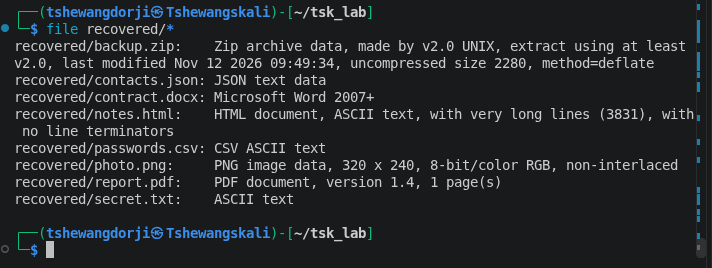 ┌──(tshewangdorji㉿Tshewangskali)-[~/tsk_lab]
└─$ file recovered/*
recovered/backup.zip:    Zip archive data, made by v2.0 UNIX, extract using at least
v2.0, last modified Nov 12 2026 09:49:34, uncompressed size 2280, method=deflate
recovered/contacts.json: JSON text data
recovered/contract.docx: Microsoft Word 2007+
recovered/notes.html:    HTML document, ASCII text, with very long lines (3831), with
 no line terminators
recovered/passwords.csv: CSV ASCII text
recovered/photo.png:     PNG image data, 320 x 240, 8-bit/color RGB, non-interlaced
recovered/report.pdf:    PDF document, version 1.4, 1 page(s)
recovered/secret.txt:    ASCII text
┌──(tshewangdorji㉿Tshewangskali)-[~/tsk_lab]
└─$